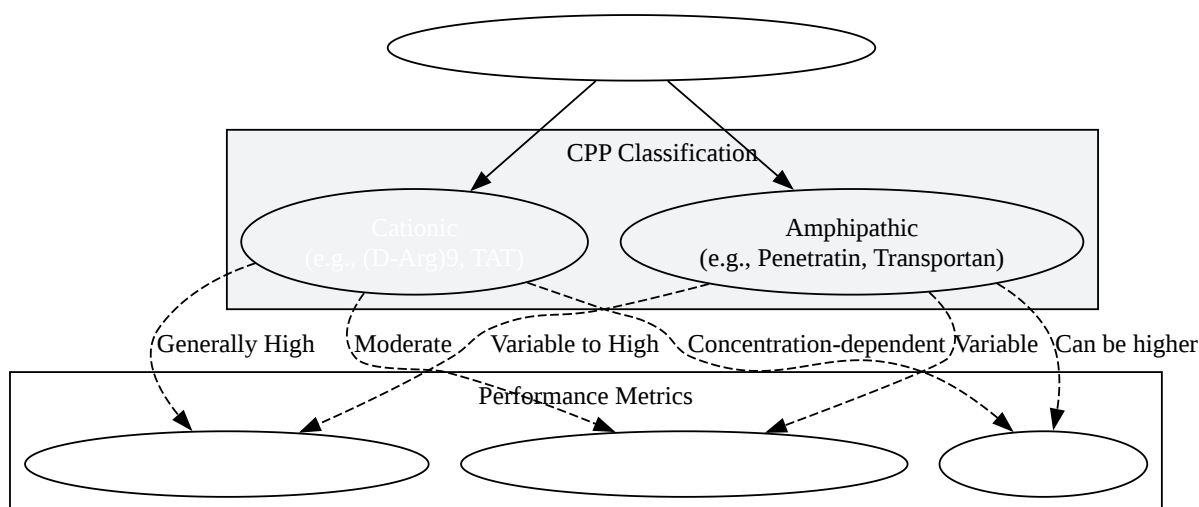 CPP Classification
Cationic
(e.g., (D-Arg)9, TAT)
Amphipathic
(e.g., Penetratin, Transportan)
Generally High
Moderate
Variable to High
Concentration-dependent
Variable
Can be higher
Performance Metrics